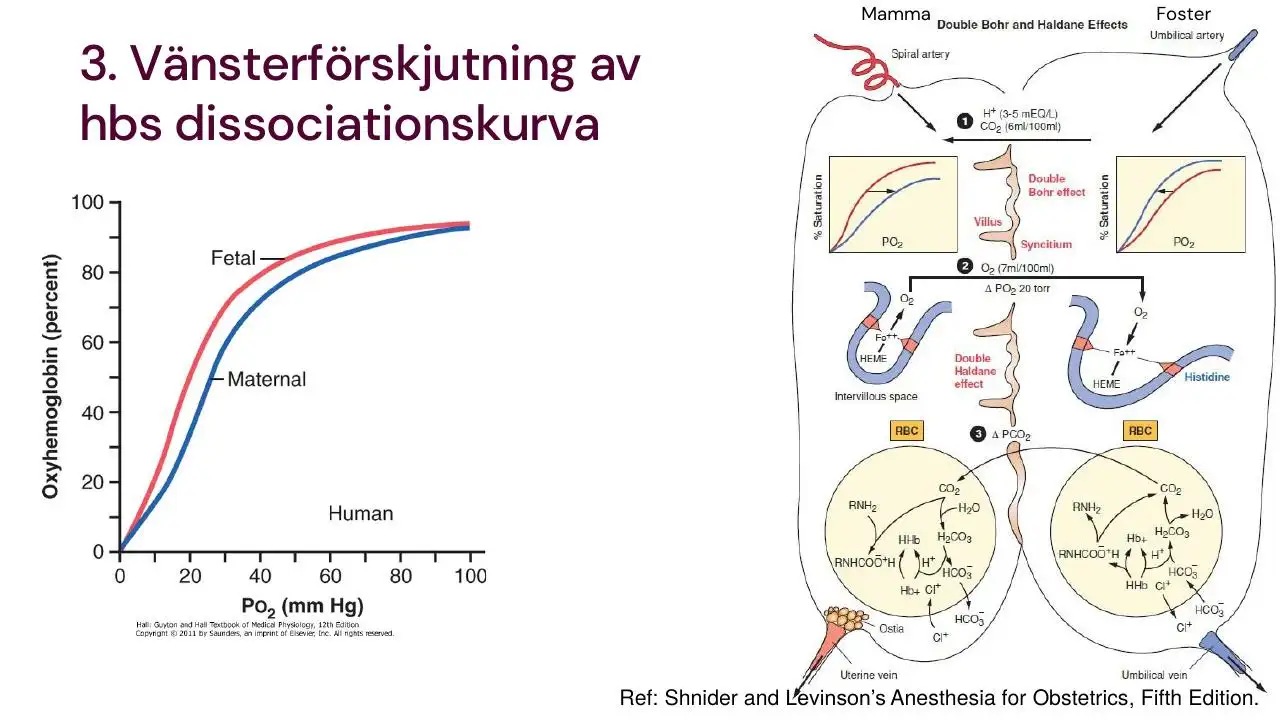 3. Vänsterförskjutning av
hbs dissociationskurva
100
80
60
40
20
0
Oxyhemoglobin (percent)
Fetal
Maternal
Human
0 20 40 60 80 100
PO2 (mm Hg)
Hall: Guyton and Hall Textbook of Medical Physiology, 12th Edition
Copyright © 2011 by Saunders, an imprint of Elsevier, Inc. All rights reserved.
Mamma
Foster
Double Bohr and Haldane Effects
Umbilical artery
Spiral artery
1 H+ (3-5 mEQ/L)
CO2 (6ml/100ml)
% Saturation
PO2
Double
Bohr effect
Villus
Syncitium
% Saturation
PO2
2 O2 (7ml/100ml)
Δ PO2 20 torr
O2
Fe++
HEME
Intervillous space
Double
Haldane
effect
O2
Fe++
HEME
Histidine
RBC
3 Δ PCO2
RBC
CO2
RNH2
H2O
HHb
H2CO3
RNHCOO-+H
H+
HCO3-
Hb+
Cl+
HCO3-
Cl+
CO2
RNH2
H2O
Hb+
H2CO3
RNHCOO-+H
H+
HCO3-
HHb
Cl+
HCO3-
Cl+
Ostia
Uterine vein
Umbilical vein
Ref: Shnider and Levinson’s Anesthesia for Obstetrics, Fifth Edition.